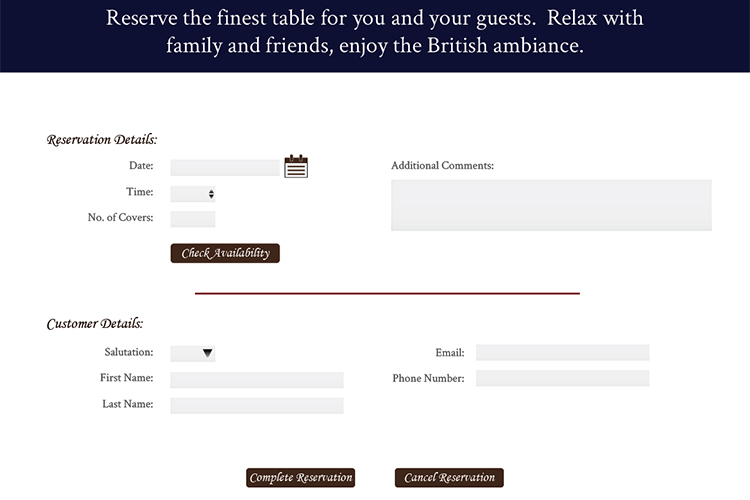 Reserve the finest table for you and your guests.  Relax with
family and friends, enjoy the British ambiance.
Reservation Details:
Date:
Time:
No. of Covers:
Additional Comments:
Check Availability
Customer Details:
Salutation:
First Name:
Last Name:
Email:
Phone Number:
Complete Reservation
Cancel Reservation